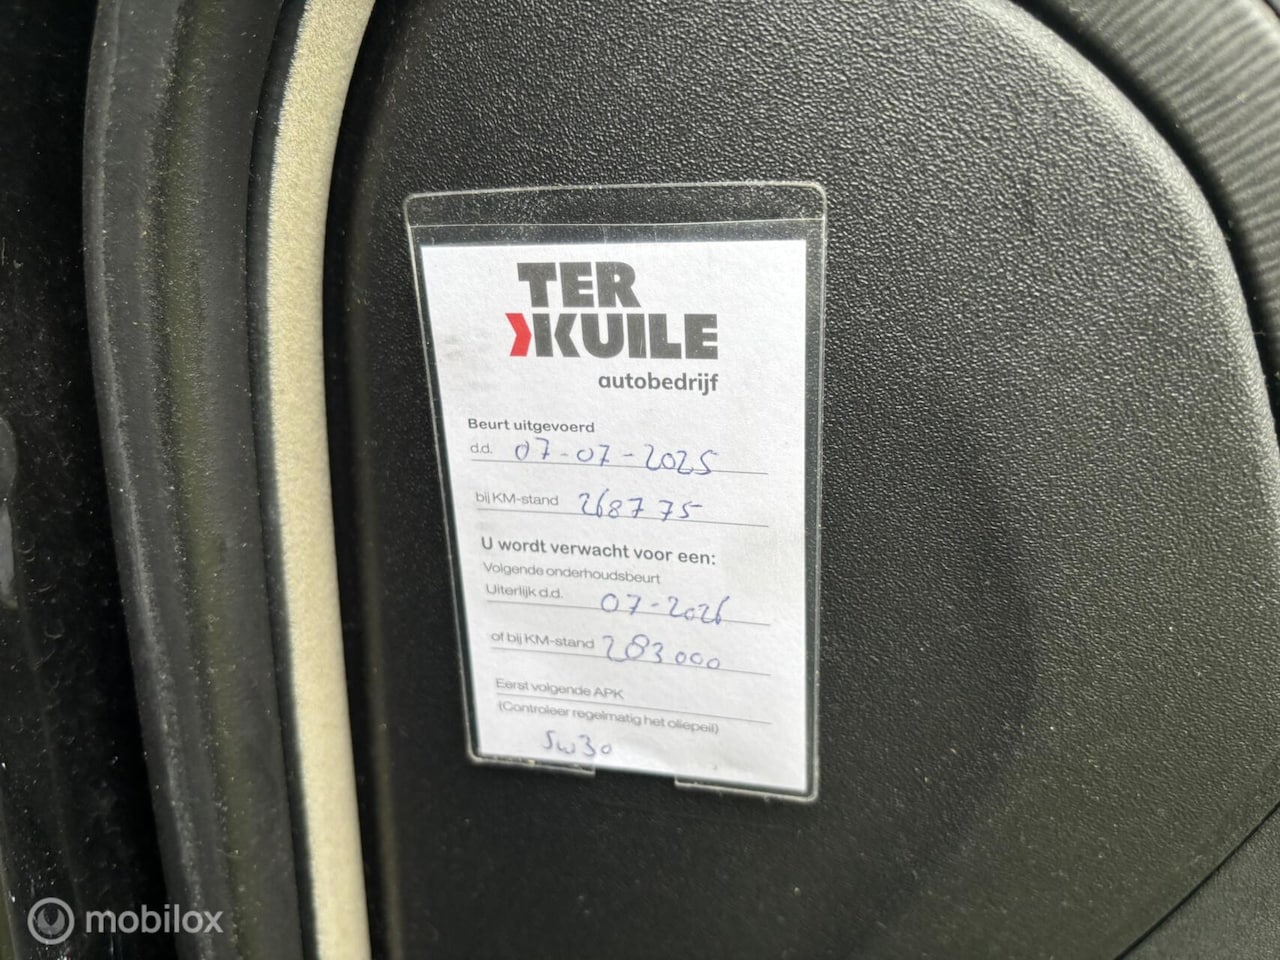 TER
KUILE
autobedrijf
Beurt uitgevoerd
d.d. 07-07-2025
bij KM-stand 268775
U wordt verwacht voor een:
Volgende onderhoudsbeurt
Uiterlijk d.d. 07-2026
of bij KM-stand 283000
Eerst volgende APK
(Controleer regelmatig het oliepeil)
5w30
mobilox